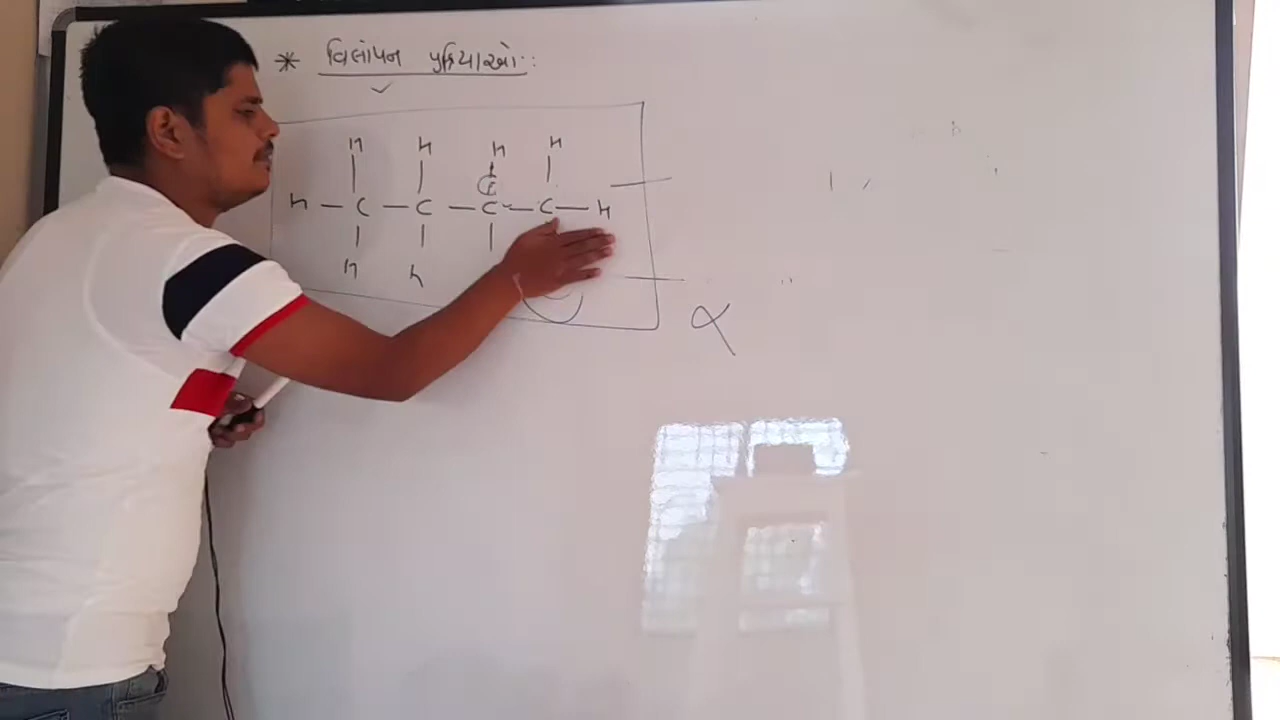 * વિલોપન પ્રક્રિયાઓ::
H H H H
H — C — C — C — C — H
H h
α